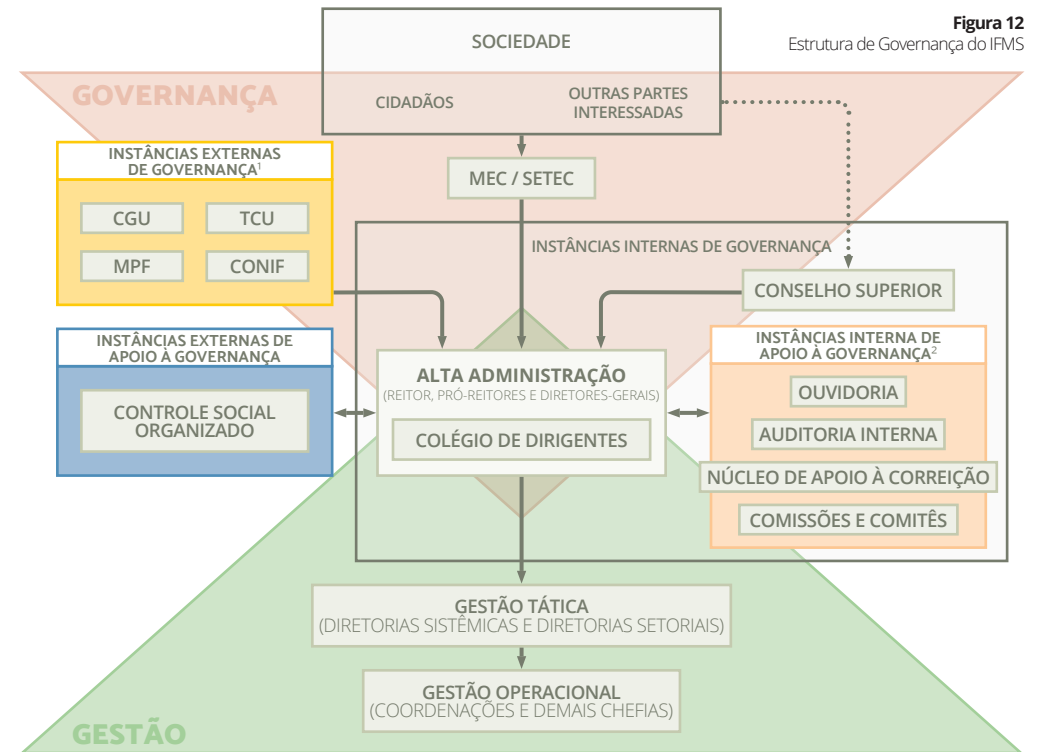 Figura 12
Estrutura de Governança do IFMS
SOCIEDADE
CIDADÃOS
OUTRAS PARTES
INTERESSADAS
GOVERNANÇA
INSTÂNCIAS EXTERNAS
DE GOVERNANÇA¹
CGU
TCU
MPF
CONIF
MEC / SETEC
INSTÂNCIAS INTERNAS DE GOVERNANÇA
CONSELHO SUPERIOR
INSTÂNCIAS EXTERNAS DE
APOIO À GOVERNANÇA
CONTROLE SOCIAL
ORGANIZADO
ALTA ADMINISTRAÇÃO
(REITOR, PRÓ-REITORES E DIRETORES-GERAIS)
COLÉGIO DE DIRIGENTES
INSTÂNCIAS INTERNA DE
APOIO À GOVERNANÇA²
OUVIDORIA
AUDITORIA INTERNA
NÚCLEO DE APOIO À CORREIÇÃO
COMISSÕES E COMITÊS
GESTÃO TÁTICA
(DIRETORIAS SISTÊMICAS E DIRETORIAS SETORIAIS)
GESTÃO OPERACIONAL
(COORDENAÇÕES E DEMAIS CHEFIAS)
GESTÃO